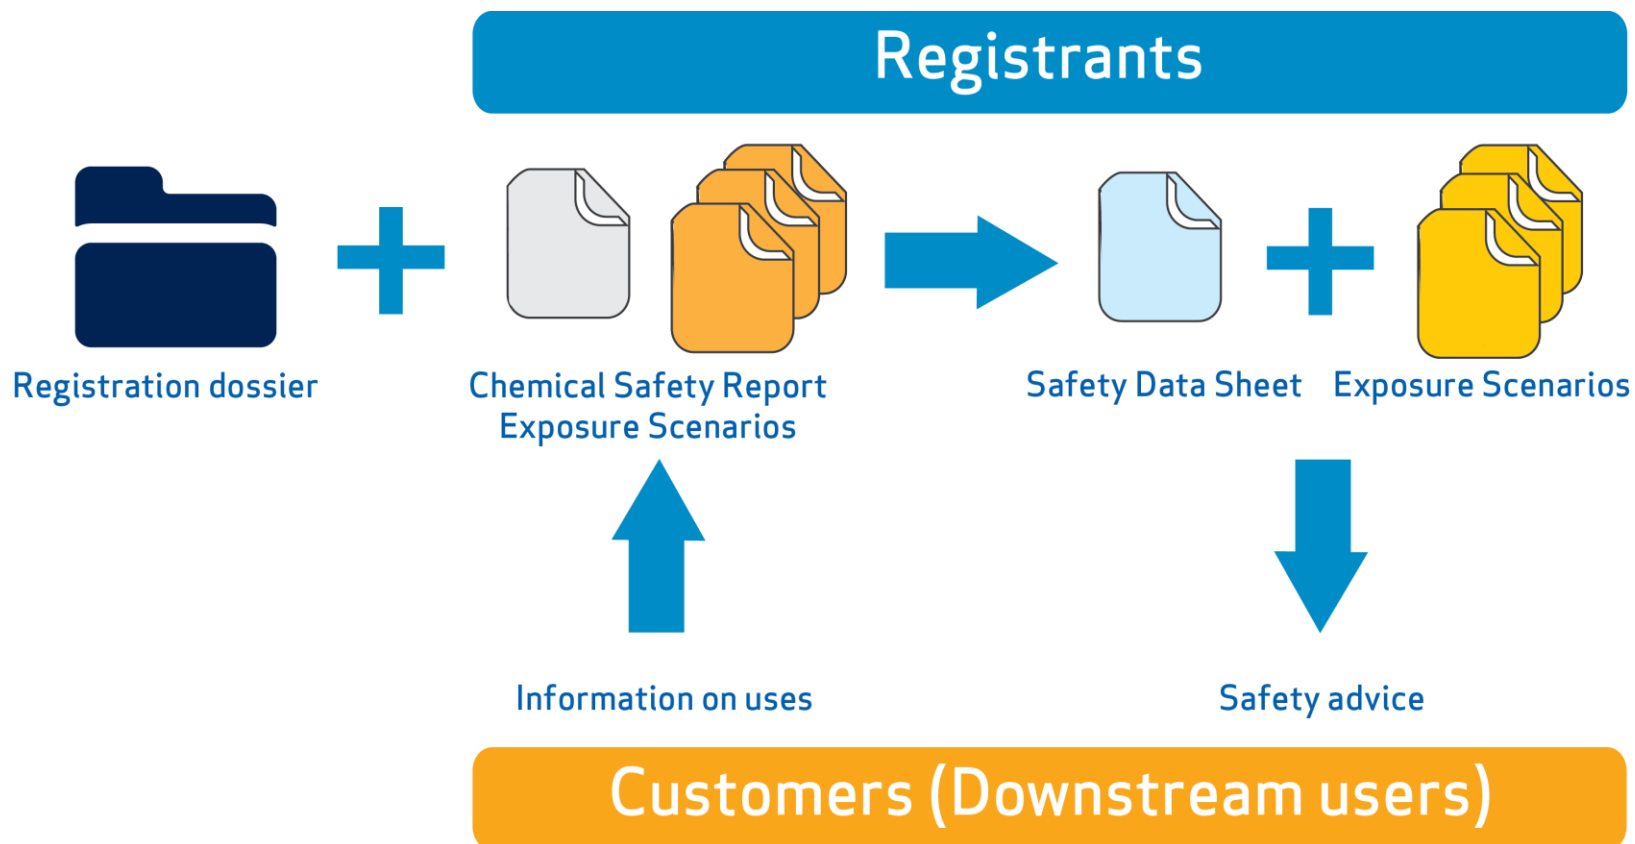 Registrants
Registration dossier
Chemical Safety Report
Exposure Scenarios
Safety Data Sheet
Exposure Scenarios
Information on uses
Safety advice
Customers (Downstream users)